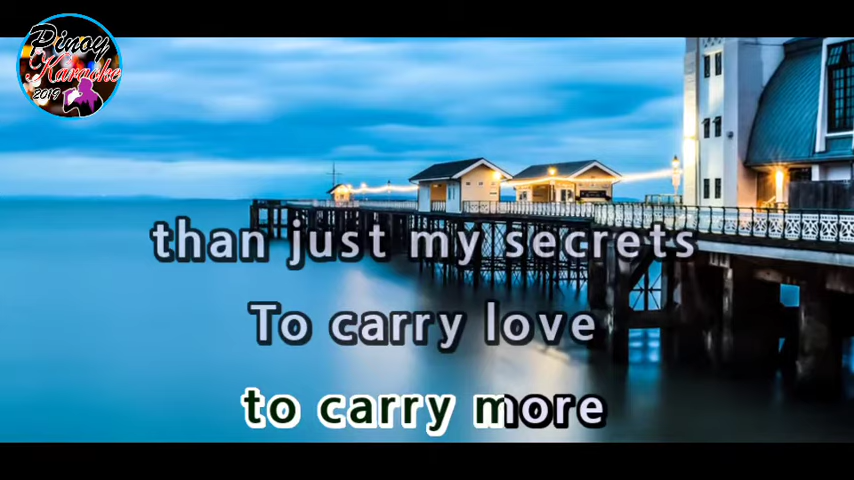 Pinoy
Karaoke
2019
than just my secrets
To carry love
to carry more